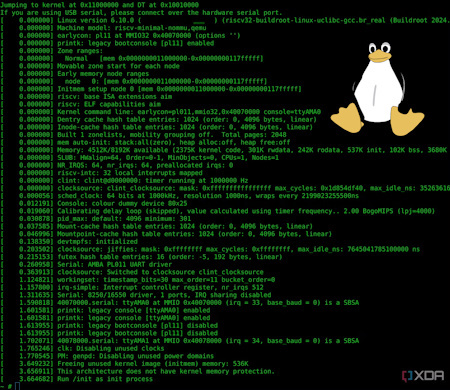 Jumping to kernel at 0x11000000 and DT at 0x10010000
If you are using USB serial, please connect over the hardware serial port.
[    0.000000] Linux version 6.10.0 (                ) (riscv32-buildroot-linux-uclibc-gcc.br_real (Buildroot 2024.
[    0.000000] Machine model: riscv-minimal-nommu,qemu
[    0.000000] earlycon: pl11 at MMIO32 0x40070000 (options '')
[    0.000000] printk: legacy bootconsole [pl11] enabled
[    0.000000] Zone ranges:
[    0.000000]   Normal   [mem 0x0000000011000000-0x0000000117fffff]
[    0.000000] Movable zone start for each node
[    0.000000] Early memory node ranges
[    0.000000]   node   0: [mem 0x0000000011000000-0x0000000117fffff]
[    0.000000] Initmem setup node 0 [mem 0x0000000011000000-0x0000000117fffff]
[    0.000000] riscv: base ISA extensions aim
[    0.000000] riscv: ELF capabilities aim
[    0.000000] Kernel command line: earlycon=pl011,mmio32,0x40070000 console=ttyAMA0
[    0.000000] Dentry cache hash table entries: 1024 (order: 0, 4096 bytes, linear)
[    0.000000] Inode-cache hash table entries: 1024 (order: 0, 4096 bytes, linear)
[    0.000000] Built 1 zonelists, mobility grouping off.  Total pages: 2048
[    0.000000] mem auto-init: stack:all(zero), heap alloc:off, heap free:off
[    0.000000] Memory: 4512K/8192K available (2375K kernel code, 301K rwdata, 242K rodata, 537K init, 162K bss, 3680K
[    0.000000] SLUB: HWalign=64, Order=0-1, MinObjects=0, CPUs=1, Nodes=1
[    0.000000] NR_IRQS: 64, nr_irqs: 64, preallocated irqs: 0
[    0.000000] riscv-intc: 32 local interrupts mapped
[    0.000000] clint: clint@d0000000: timer running at 1000000 Hz
[    0.000000] clocksource: clint_clocksource: mask: 0xffffffffffffffff max_cycles: 0x1d854df40, max_idle_ns: 35263616
[    0.000056] sched_clock: 64 bits at 1000kHz, resolution 1000ns, wraps every 2199023255500ns
[    0.012191] Console: colour dummy device 80x25
[    0.019960] Calibrating delay loop (skipped), value calculated using timer frequency.. 2.00 BogoMIPS (lpj=4000)
[    0.030878] pid_max: default: 4096 minimum: 301
[    0.037585] Mount-cache hash table entries: 1024 (order: 0, 4096 bytes, linear)
[    0.046996] Mountpoint-cache hash table entries: 1024 (order: 0, 4096 bytes, linear)
[    0.138350] devtmpfs: initialized
[    0.203502] clocksource: jiffies: mask: 0xffffffff max_cycles: 0xffffffff, max_idle_ns: 7645041785100000 ns
[    0.215153] futex hash table entries: 16 (order: -5, 192 bytes, linear)
[    0.260958] Serial: AMBA PL011 UART driver
[    0.363913] clocksource: Switched to clocksource clint_clocksource
[    1.124821] workingset: timestamp_bits=30 max_order=11 bucket_order=0
[    1.157800] irq-simple: Interrupt controller register, nr_irqs 512
[    1.311635] Serial: 8250/16550 driver, 1 ports, IRQ sharing disabled
[    1.590818] 40070000.serial: ttyAMA0 at MMIO 0x40070000 (irq = 33, base_baud = 0) is a SBSA
[    1.601581] printk: legacy console [ttyAMA0] enabled
[    1.601581] printk: legacy console [ttyAMA0] enabled
[    1.613955] printk: legacy bootconsole [pl11] disabled
[    1.613955] printk: legacy bootconsole [pl11] disabled
[    1.702071] 40078000.serial: ttyAMA1 at MMIO 0x40078000 (irq = 34, base_baud = 0) is a SBSA
[    1.765246] clk: Disabling unused clocks
[    1.770545] PM: genpd: Disabling unused power domains
[    3.649232] Freeing unused kernel image (initmem) memory: 536K
[    3.656911] This architecture does not have kernel memory protection.
[    3.664682] Run /init as init process
~ #
XDA